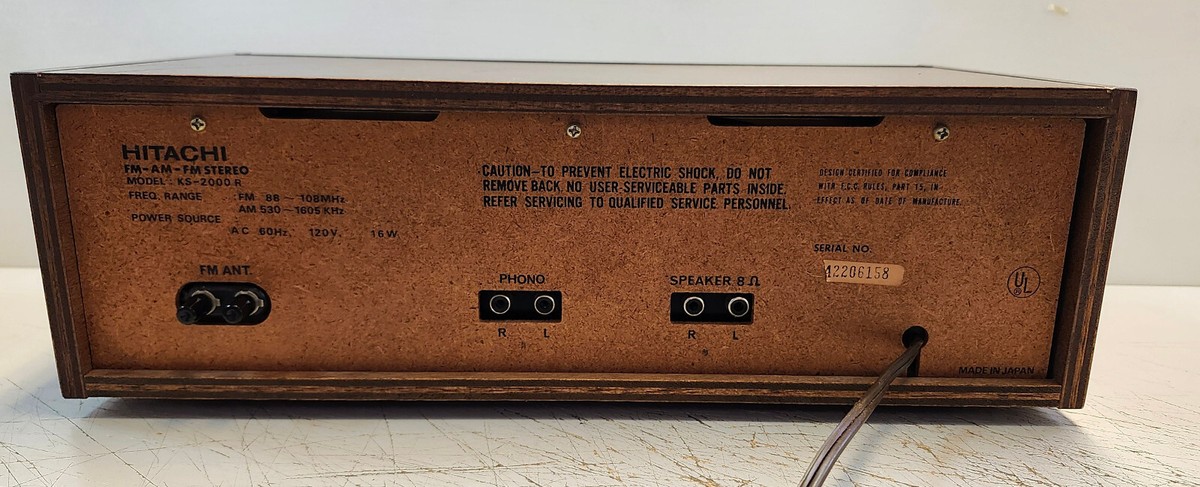 HITACHI
FM-AM-FM STEREO
MODEL: KS-2000 R
FREQ. RANGE FM 88 ~ 108MHz
AM 530 ~ 1605 KHz
POWER SOURCE
AC 60Hz, 120V, 16W
CAUTION—TO PREVENT ELECTRIC SHOCK, DO NOT
REMOVE BACK. NO USER-SERVICEABLE PARTS INSIDE.
REFER SERVICING TO QUALIFIED SERVICE PERSONNEL.
DESIGN CERTIFIED FOR COMPLIANCE
WITH F.C.C. RULES, PART 15, IN
EFFECT AS OF DATE OF MANUFACTURE.
SERIAL NO.
12206158
FM ANT.
PHONO
R L
SPEAKER 8 Ω
R L
UL
MADE IN JAPAN